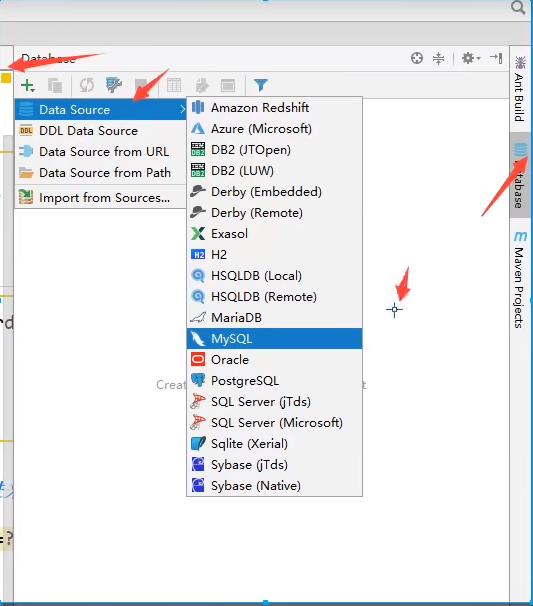 Database
Data Source
DDL Data Source
Data Source from URL
Data Source from Path
Import from Sources...
Amazon Redshift
Azure (Microsoft)
DB2 (JTOpen)
DB2 (LUW)
Derby (Embedded)
Derby (Remote)
Exasol
H2
HSQLDB (Local)
HSQLDB (Remote)
MariaDB
MySQL
Oracle
PostgreSQL
SQL Server (jTds)
SQL Server (Microsoft)
Sqlite (Xerial)
Sybase (jTds)
Sybase (Native)
Crea
t
Ant Build
Database
Maven Projects
rd
=?